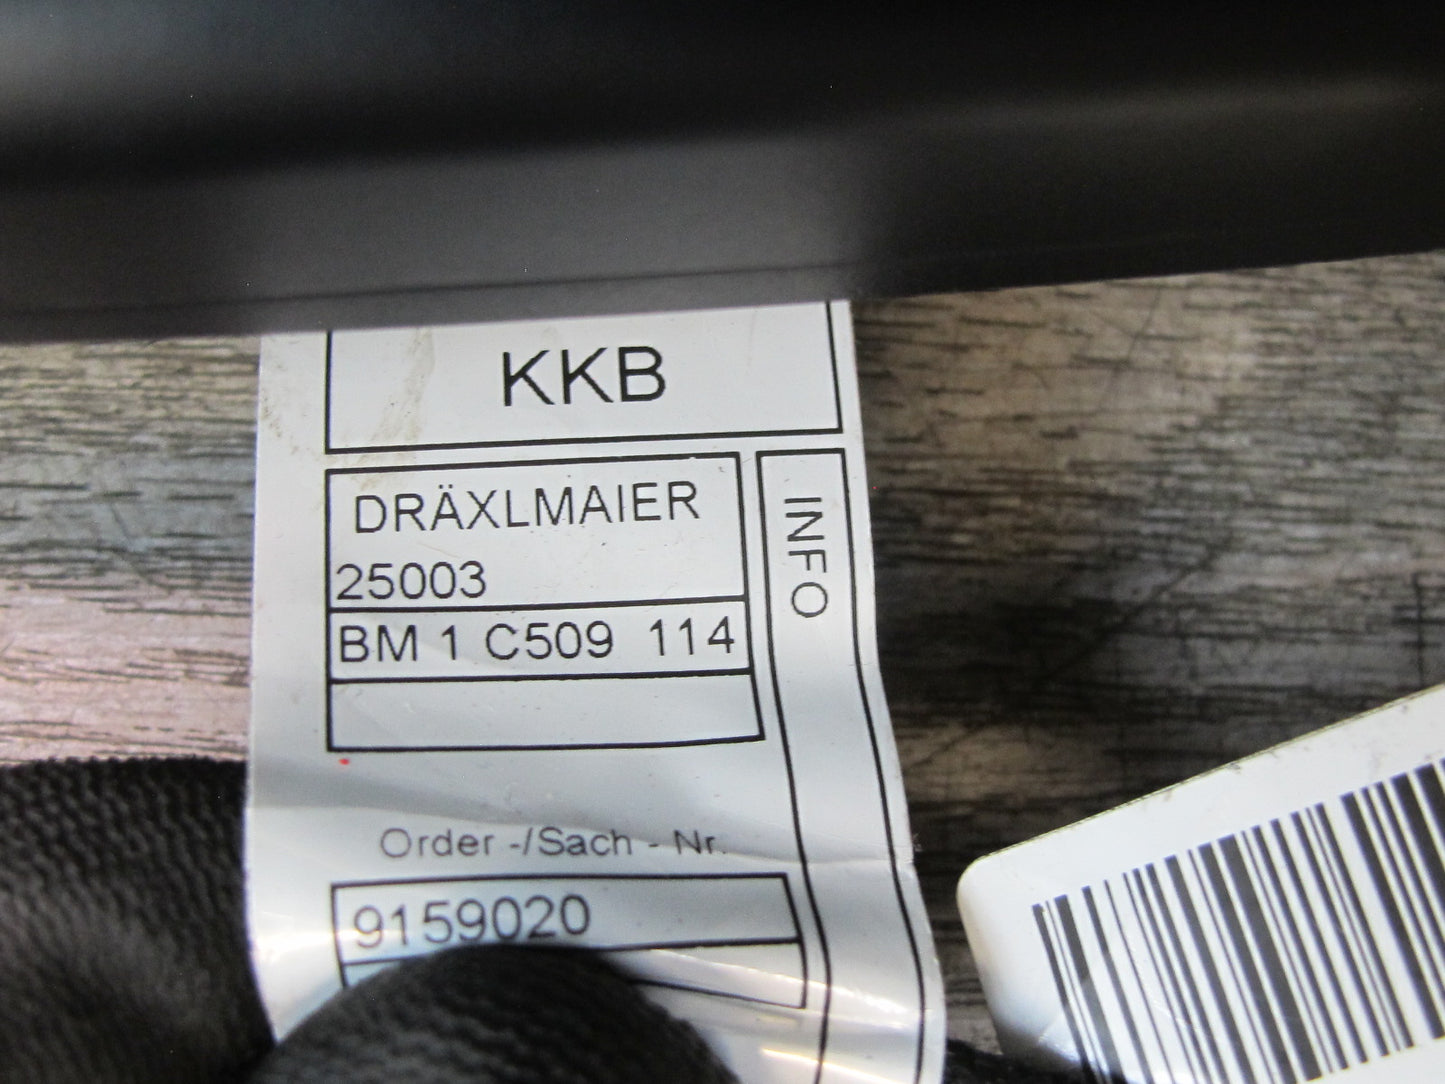 KKB
DRÄXLMAIER
25003
BM 1 C509 114
INFO
Order -/Sach - Nr.
9159020